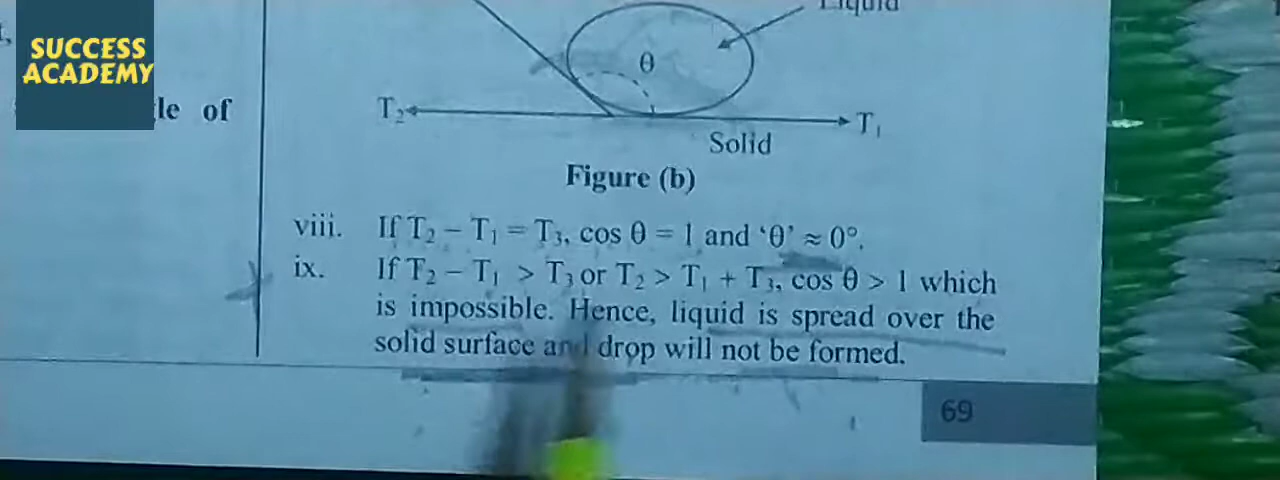 SUCCESS
ACADEMY
Liquid
θ
le of
T₂
T₁
Solid
Figure (b)
viii. If T₂ – T₁ = T₃, cos θ = 1 and ‘θ’ ≈ 0°.
ix. If T₂ – T₁ > T₃ or T₂ > T₁ + T₃, cos θ > 1 which
is impossible. Hence, liquid is spread over the
solid surface and drop will not be formed.
69